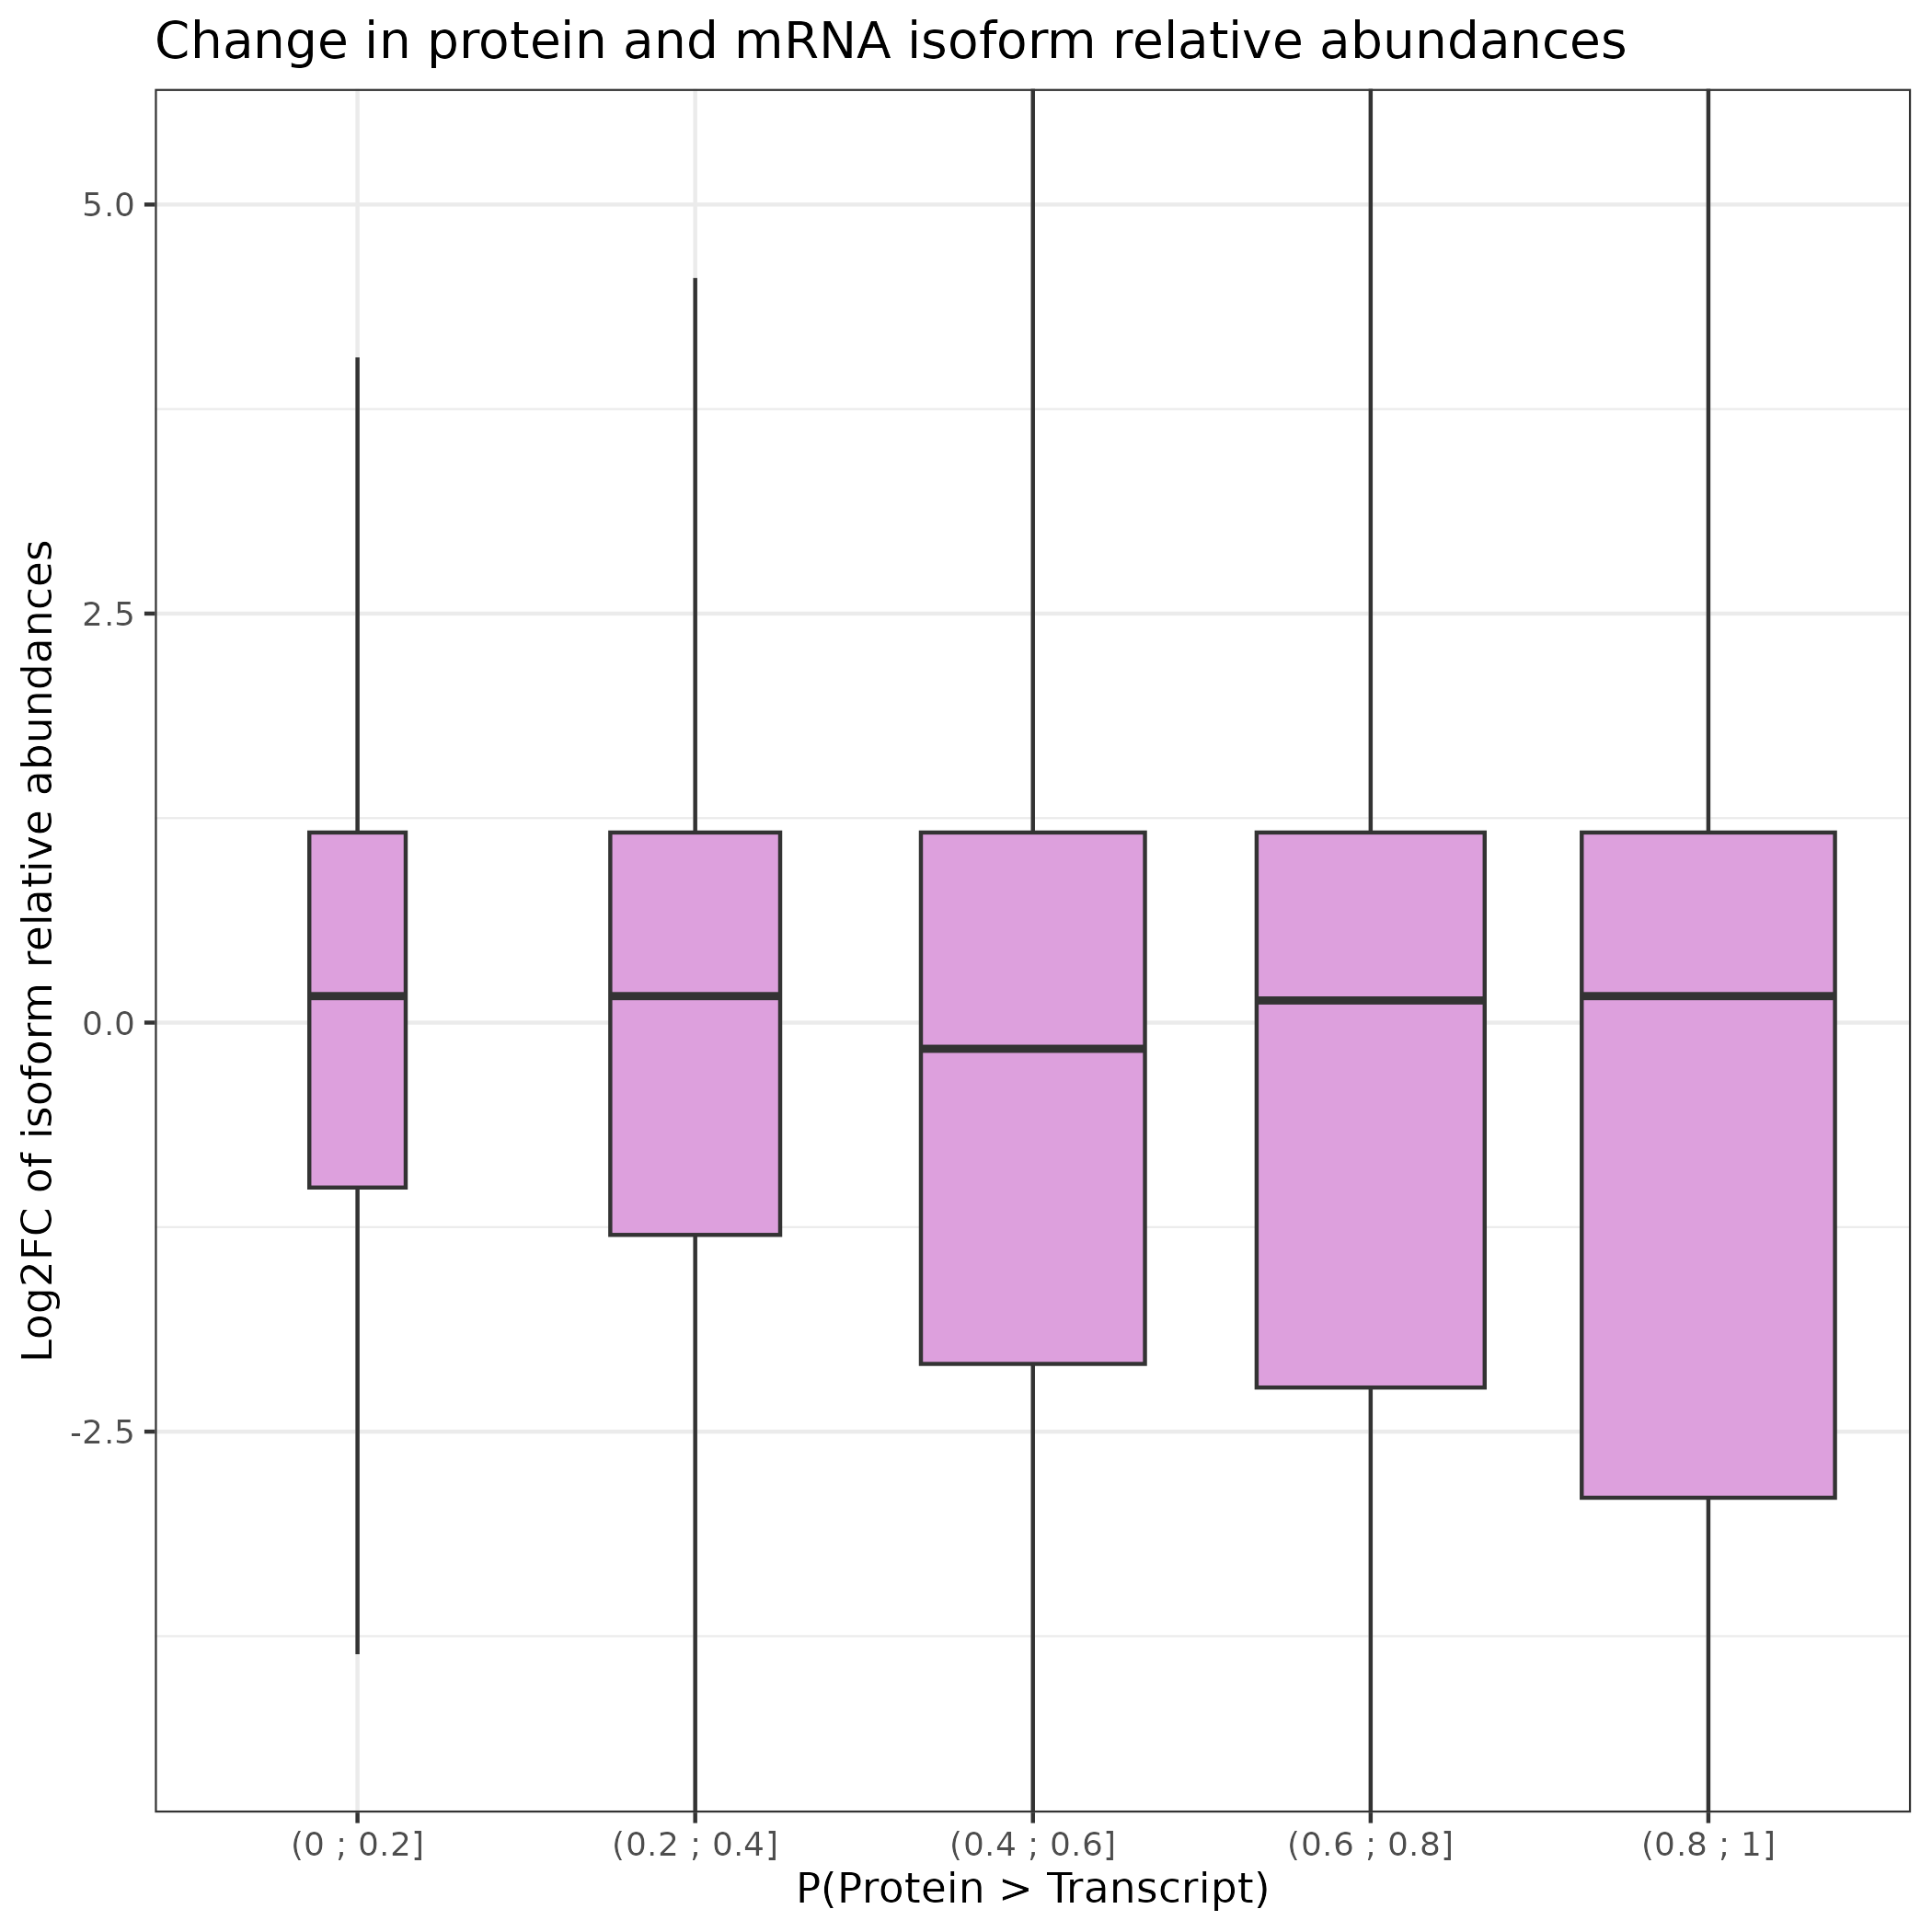 Change in protein and mRNA isoform relative abundances
Log2FC of isoform relative abundances
5.0
2.5
0.0
-2.5
(0 ; 0.2]
(0.2 ; 0.4]
(0.4 ; 0.6]
(0.6 ; 0.8]
(0.8 ; 1]
P(Protein > Transcript)